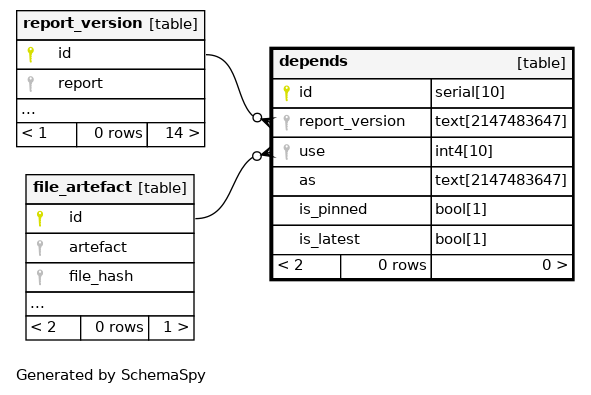 report_version [table]
id
report
...
< 1 0 rows 14 >
file_artefact [table]
id
artefact
file_hash
...
< 2 0 rows 1 >
depends [table]
id serial[10]
report_version text[2147483647]
use int4[10]
as text[2147483647]
is_pinned bool[1]
is_latest bool[1]
< 2 0 rows 0 >
Generated by SchemaSpy